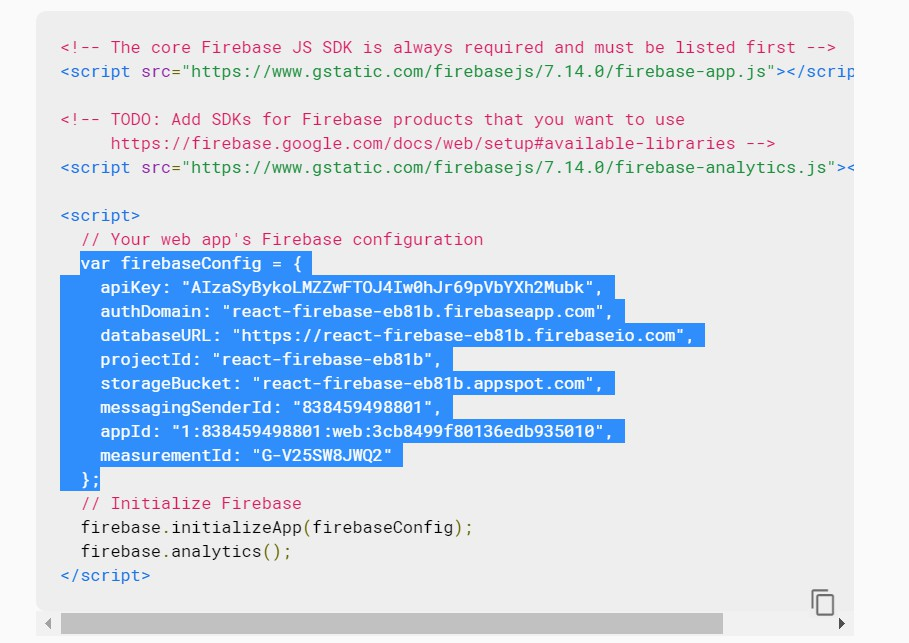 <!-- The core Firebase JS SDK is always required and must be listed first -->
<script src="https://www.gstatic.com/firebasejs/7.14.0/firebase-app.js"></scrip
<!-- TODO: Add SDKs for Firebase products that you want to use
https://firebase.google.com/docs/web/setup#available-libraries -->
<script src="https://www.gstatic.com/firebasejs/7.14.0/firebase-analytics.js"><
<script>
// Your web app's Firebase configuration
var firebaseConfig = {
apiKey: "AIzaSyBykoLMZZwFTOJ4Iw0hJr69pVbYXh2Mubk",
authDomain: "react-firebase-eb81b.firebaseapp.com",
databaseURL: "https://react-firebase-eb81b.firebaseio.com",
projectId: "react-firebase-eb81b",
storageBucket: "react-firebase-eb81b.appspot.com",
messagingSenderId: "838459498801",
appId: "1:838459498801:web:3cb8499f80136edb935010",
measurementId: "G-V25SW8JWQ2"
};
// Initialize Firebase
firebase.initializeApp(firebaseConfig);
firebase.analytics();
</script>